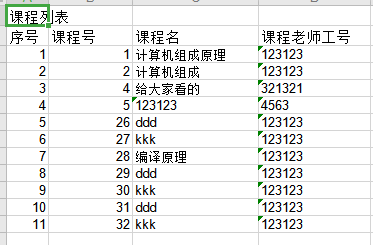 课程列表
序号 课程号 课程名 课程老师工号
1 1 计算机组成原理 123123
2 2 计算机组成 123123
3 4 给大家看的 321321
4 5 123123 4563
5 26 ddd 123123
6 27 kkk 123123
7 28 编译原理 123123
8 29 ddd 123123
9 30 kkk 123123
10 31 ddd 123123
11 32 kkk 123123